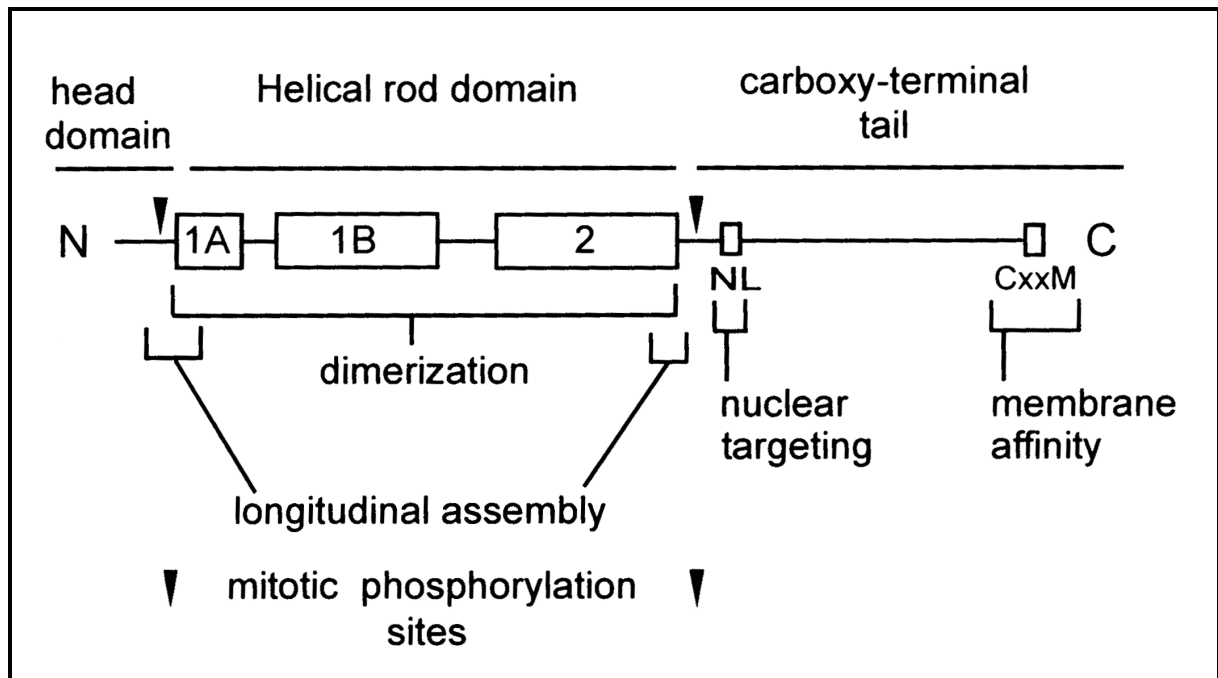 head
domain
Helical rod domain
carboxy-terminal
tail
N
1A
1B
2
C
NL
CxxM
dimerization
nuclear
targeting
membrane
affinity
longitudinal assembly
mitotic phosphorylation
sites